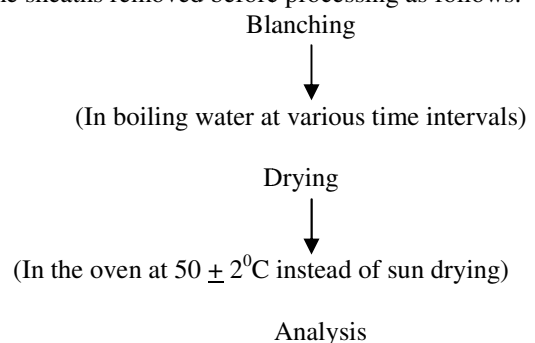 e sheaths removed before processing as follows:
Blanching
(In boiling water at various time intervals)
Drying
(In the oven at 50 ± 2⁰C instead of sun drying)
Analysis